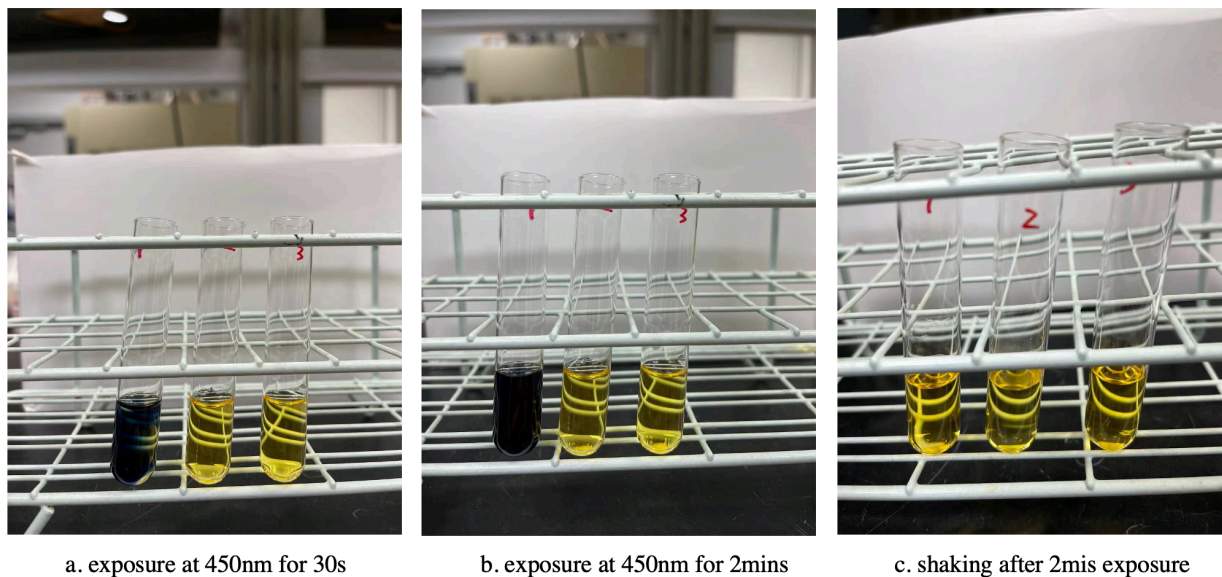 1
3
1
3
1
2
3
a. exposure at 450nm for 30s
b. exposure at 450nm for 2mins
c. shaking after 2mis exposure